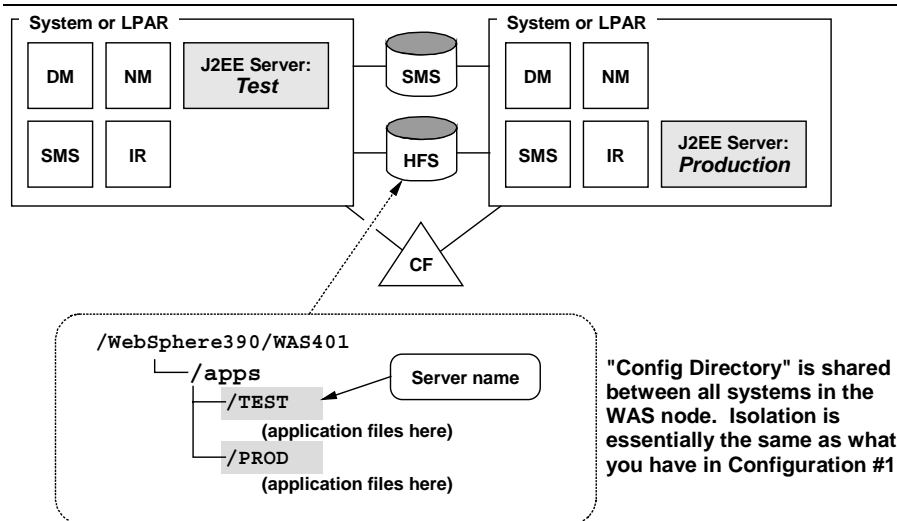 System or LPAR
DM
NM
J2EE Server:
Test
SMS
IR
SMS
HFS
System or LPAR
DM
NM
SMS
IR
J2EE Server:
Production
CF
/WebSphere390/WAS401
/apps
/TEST
(application files here)
/PROD
(application files here)
Server name
"Config Directory" is shared
between all systems in the
WAS node. Isolation is
essentially the same as what
you have in Configuration #1